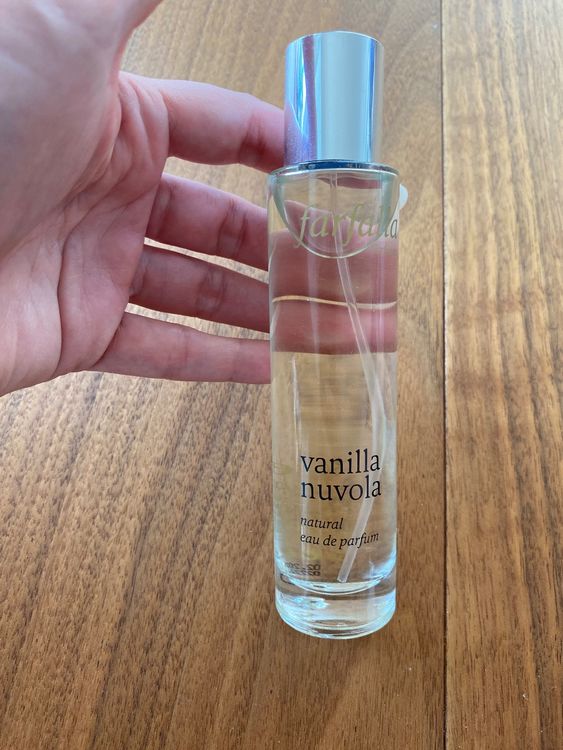 farfalla
vanilla
nuvola
natural
eau de parfum